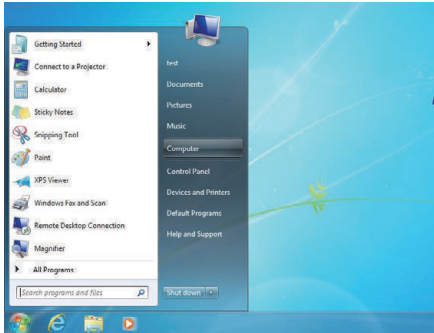 Getting Started
Connect to a Projector
Calculator
Sticky Notes
Snipping Tool
Paint
XPS Viewer
Windows Fax and Scan
Remote Desktop Connection
Magnifier
All Programs
Search programs and files
test
Documents
Pictures
Music
Computer
Control Panel
Devices and Printers
Default Programs
Help and Support
Shut down